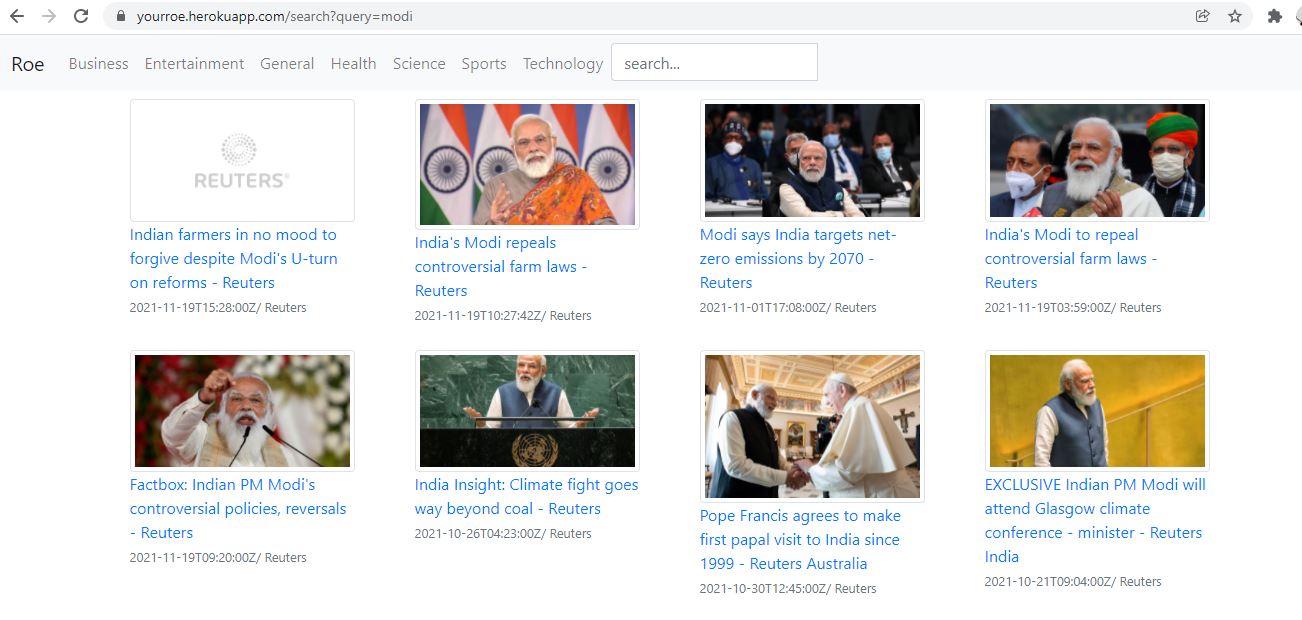 yourroe.herokuapp.com/search?query=modi
Roe Business Entertainment General Health Science Sports Technology search...
REUTERS®
Indian farmers in no mood to
forgive despite Modi's U-turn
on reforms - Reuters
2021-11-19T15:28:00Z/ Reuters
India's Modi repeals
controversial farm laws -
Reuters
2021-11-19T10:27:42Z/ Reuters
Modi says India targets net-
zero emissions by 2070 -
Reuters
2021-11-01T17:08:00Z/ Reuters
India's Modi to repeal
controversial farm laws -
Reuters
2021-11-19T03:59:00Z/ Reuters
Factbox: Indian PM Modi's
controversial policies, reversals
- Reuters
2021-11-19T09:20:00Z/ Reuters
India Insight: Climate fight goes
way beyond coal - Reuters
2021-10-26T04:23:00Z/ Reuters
Pope Francis agrees to make
first papal visit to India since
1999 - Reuters Australia
2021-10-30T12:45:00Z/ Reuters
EXCLUSIVE Indian PM Modi will
attend Glasgow climate
conference - minister - Reuters
India
2021-10-21T09:04:00Z/ Reuters